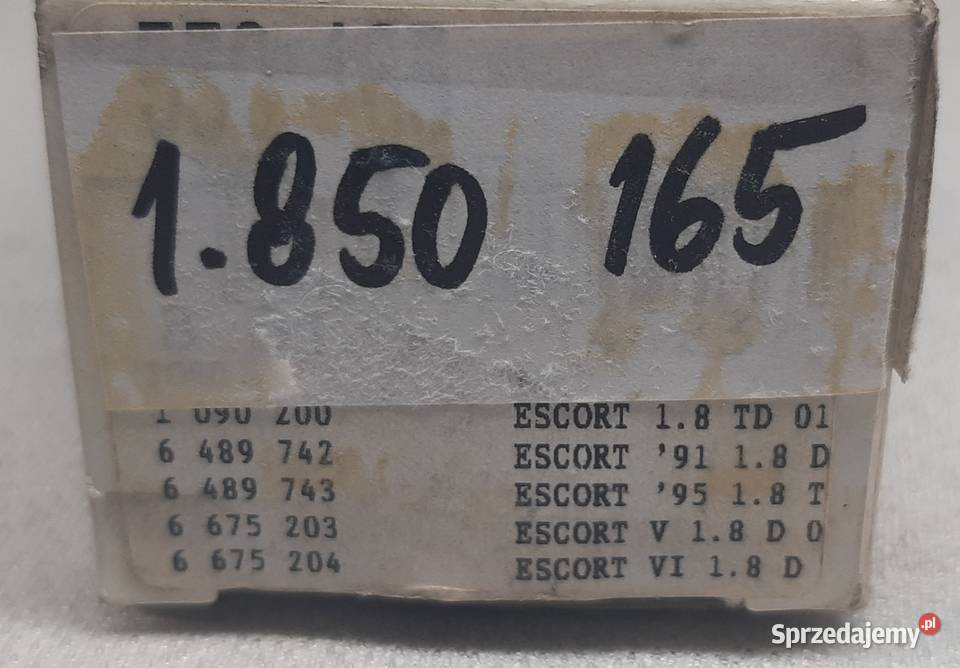 1.850 165
1 090 200 ESCORT 1.8 TD 01
6 489 742 ESCORT '91 1.8 D
6 489 743 ESCORT '95 1.8 T
6 675 203 ESCORT V 1.8 D 0
6 675 204 ESCORT VI 1.8 D
Sprzedajemy.pl